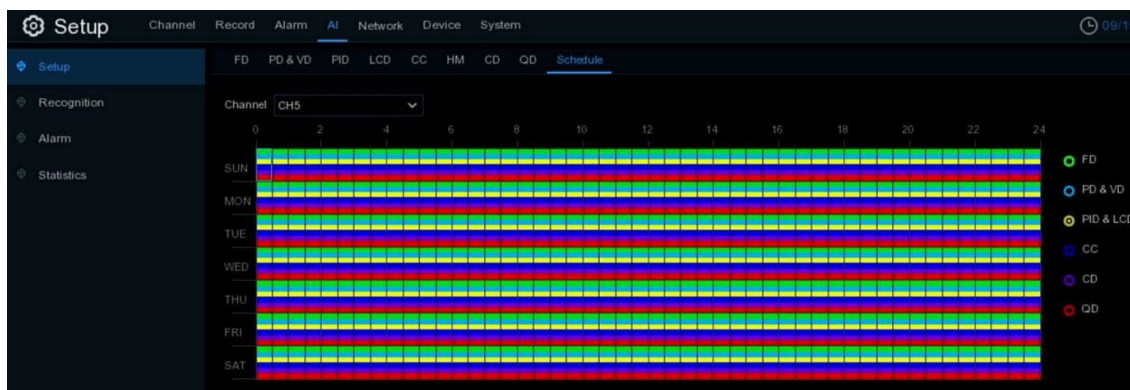 Setup Channel Record Alarm AI Network Device System 09/1
Setup FD PD & VD PID LCD CC HM CD QD Schedule
Recognition
Channel CH5
Alarm
0 2 4 6 8 10 12 14 16 18 20 22 24
Statistics
SUN FD
MON PD & VD
TUE PID & LCD
WED CC
THU CD
FRI QD
SAT